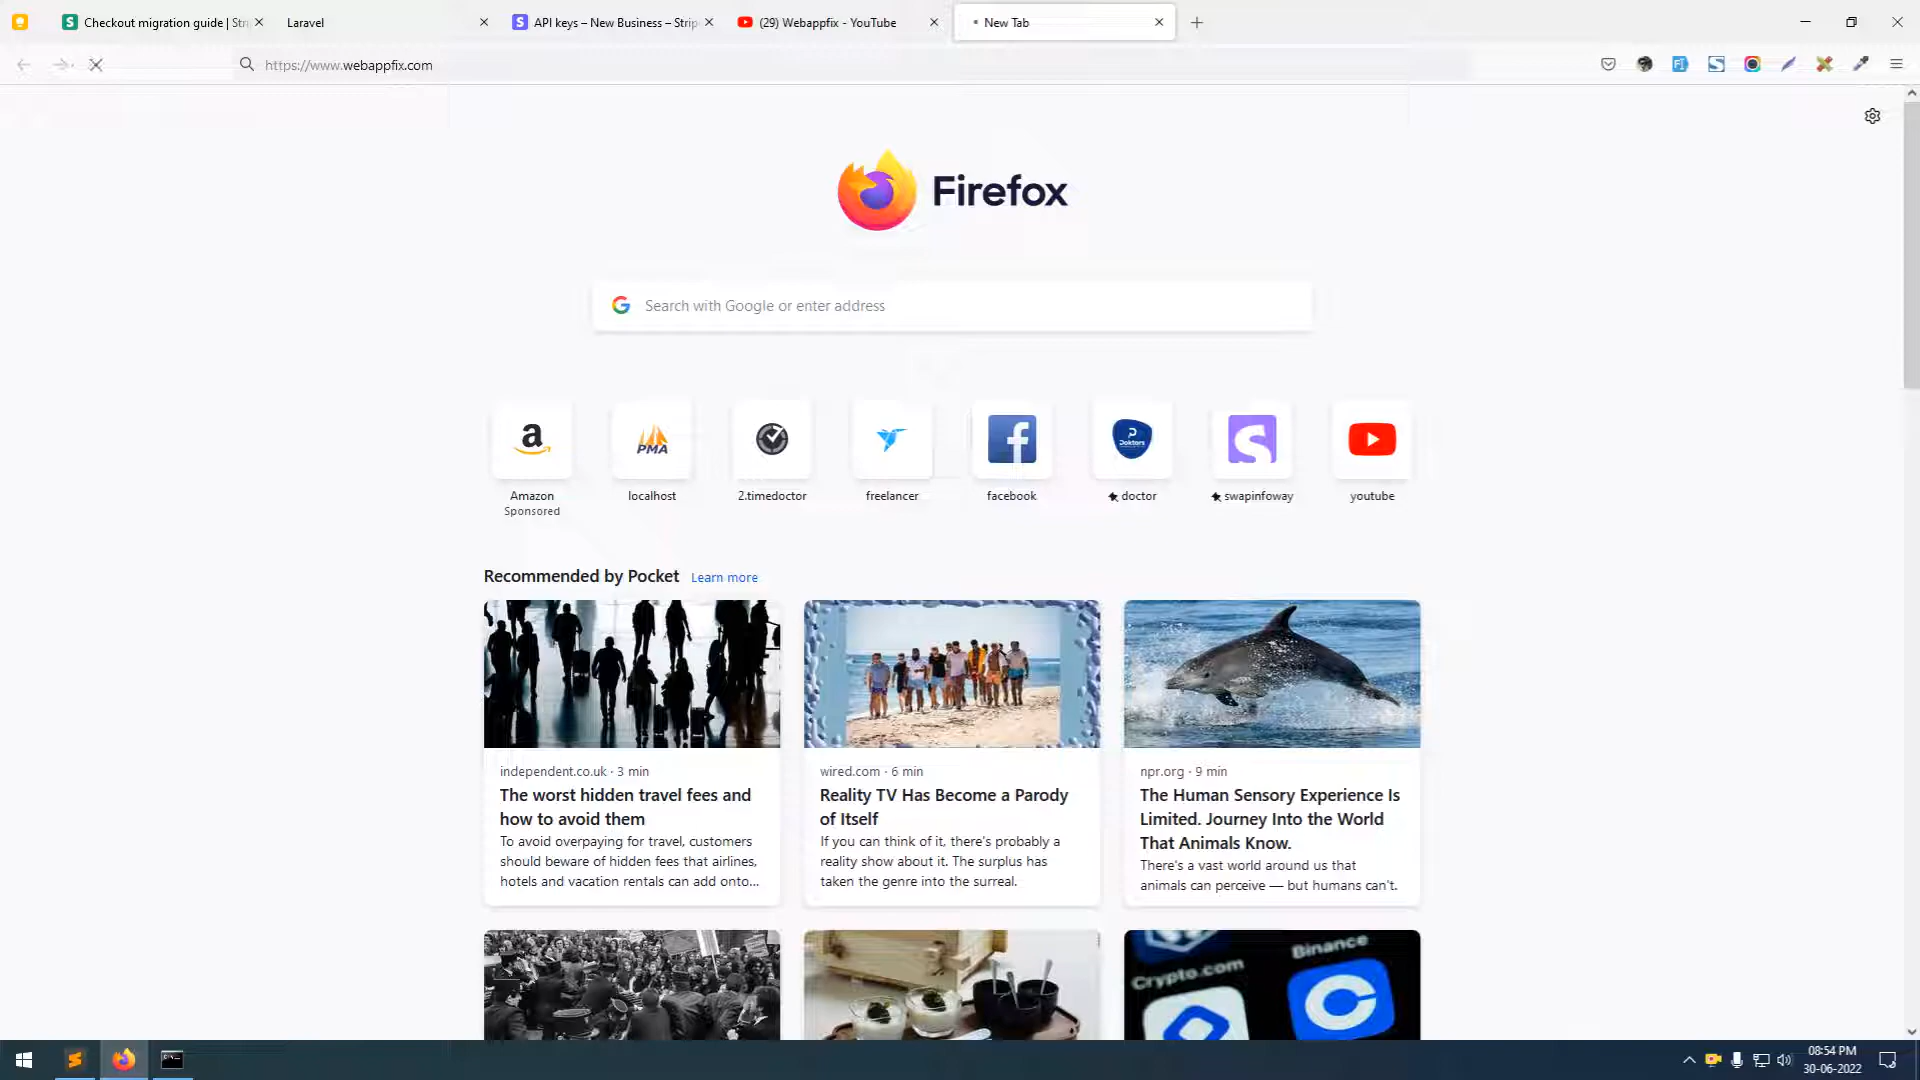 Checkout migration guide | Stri
Laravel
API keys – New Business – Strip
(29) Webappfix - YouTube
New Tab
https://www.webappfix.com
Firefox
Search with Google or enter address
a
Amazon
Sponsored
PMA
localhost
2.timedoctor
freelancer
facebook
Doktors
doctor
swapinfoway
youtube
Recommended by Pocket Learn more
independent.co.uk · 3 min
The worst hidden travel fees and
how to avoid them
To avoid overpaying for travel, customers
should beware of hidden fees that airlines,
hotels and vacation rentals can add onto...
wired.com · 6 min
Reality TV Has Become a Parody
of Itself
If you can think of it, there's probably a
reality show about it. The surplus has
taken the genre into the surreal.
npr.org · 9 min
The Human Sensory Experience Is
Limited. Journey Into the World
That Animals Know.
There's a vast world around us that
animals can perceive — but humans can't.
Binance
Crypto.com
08:54 PM
30-06-2022